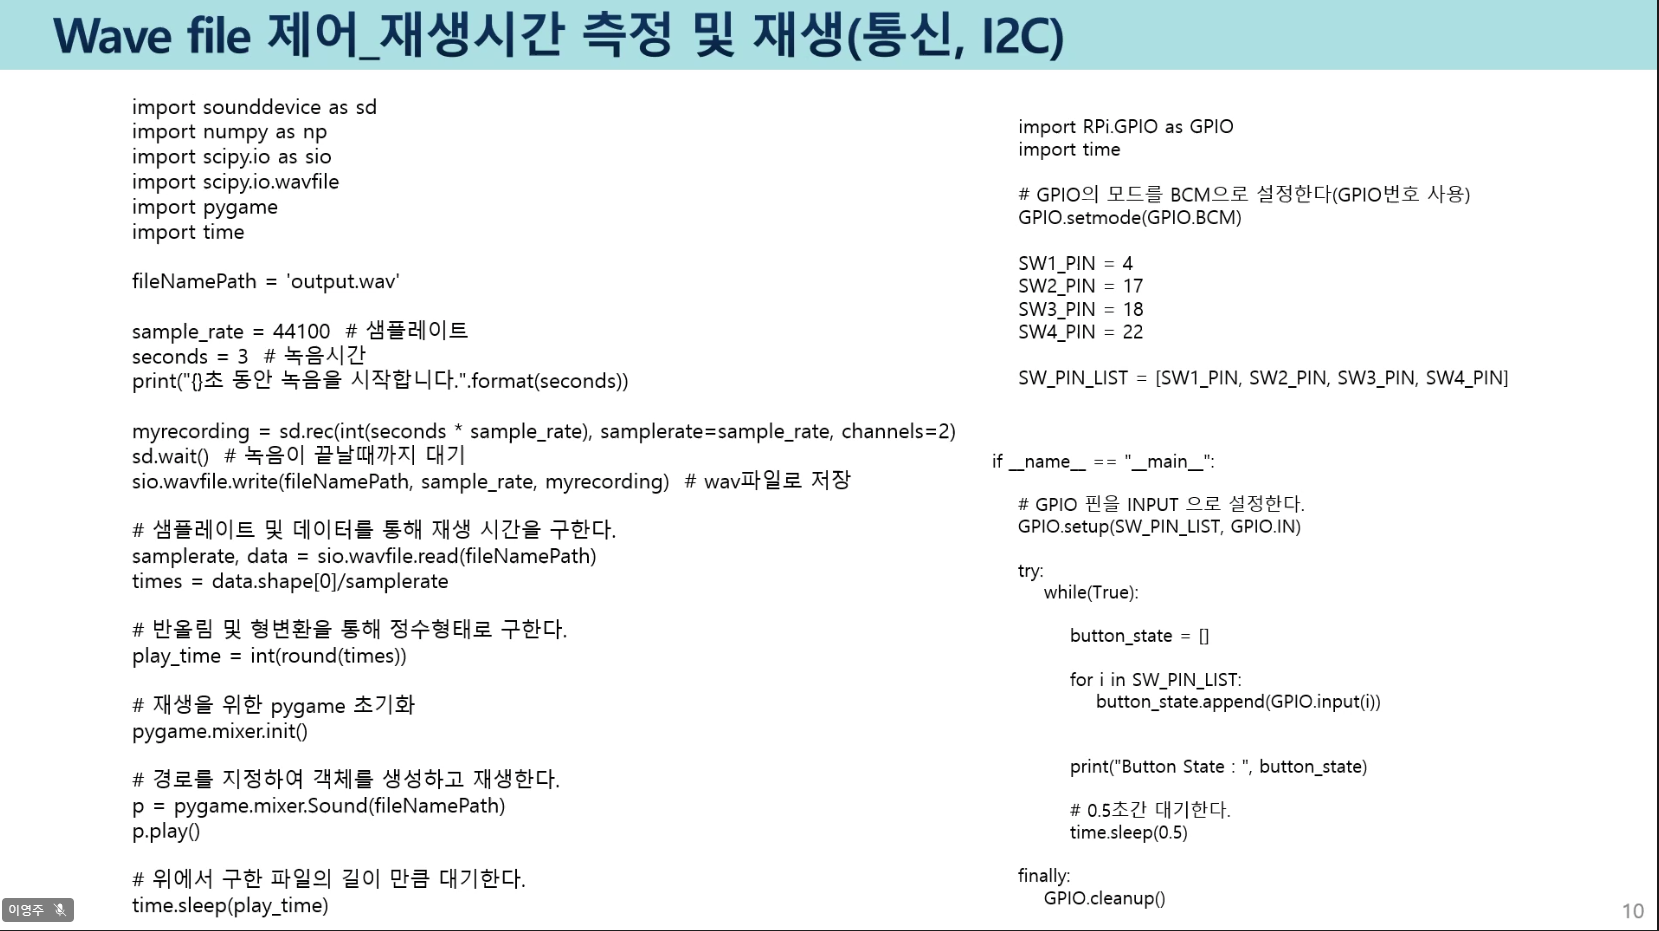 Wave file 제어_재생시간 측정 및 재생(통신, I2C)
import sounddevice as sd
import numpy as np
import scipy.io as sio
import scipy.io.wavfile
import pygame
import time
fileNamePath = 'output.wav'
sample_rate = 44100  # 샘플레이트
seconds = 3  # 녹음시간
print("{}초 동안 녹음을 시작합니다.".format(seconds))
myrecording = sd.rec(int(seconds * sample_rate), samplerate=sample_rate, channels=2)
sd.wait()  # 녹음이 끝날때까지 대기
sio.wavfile.write(fileNamePath, sample_rate, myrecording)  # wav파일로 저장
# 샘플레이트 및 데이터를 통해 재생 시간을 구한다.
samplerate, data = sio.wavfile.read(fileNamePath)
times = data.shape[0]/samplerate
# 반올림 및 형변환을 통해 정수형태로 구한다.
play_time = int(round(times))
# 재생을 위한 pygame 초기화
pygame.mixer.init()
# 경로를 지정하여 객체를 생성하고 재생한다.
p = pygame.mixer.Sound(fileNamePath)
p.play()
# 위에서 구한 파일의 길이 만큼 대기한다.
time.sleep(play_time)
import RPi.GPIO as GPIO
import time
# GPIO의 모드를 BCM으로 설정한다(GPIO번호 사용)
GPIO.setmode(GPIO.BCM)
SW1_PIN = 4
SW2_PIN = 17
SW3_PIN = 18
SW4_PIN = 22
SW_PIN_LIST = [SW1_PIN, SW2_PIN, SW3_PIN, SW4_PIN]
if __name__ == "__main__":
# GPIO 핀을 INPUT 으로 설정한다.
GPIO.setup(SW_PIN_LIST, GPIO.IN)
try:
while(True):
button_state = []
for i in SW_PIN_LIST:
button_state.append(GPIO.input(i))
print("Button State : ", button_state)
# 0.5초간 대기한다.
time.sleep(0.5)
finally:
GPIO.cleanup()
이영주
10